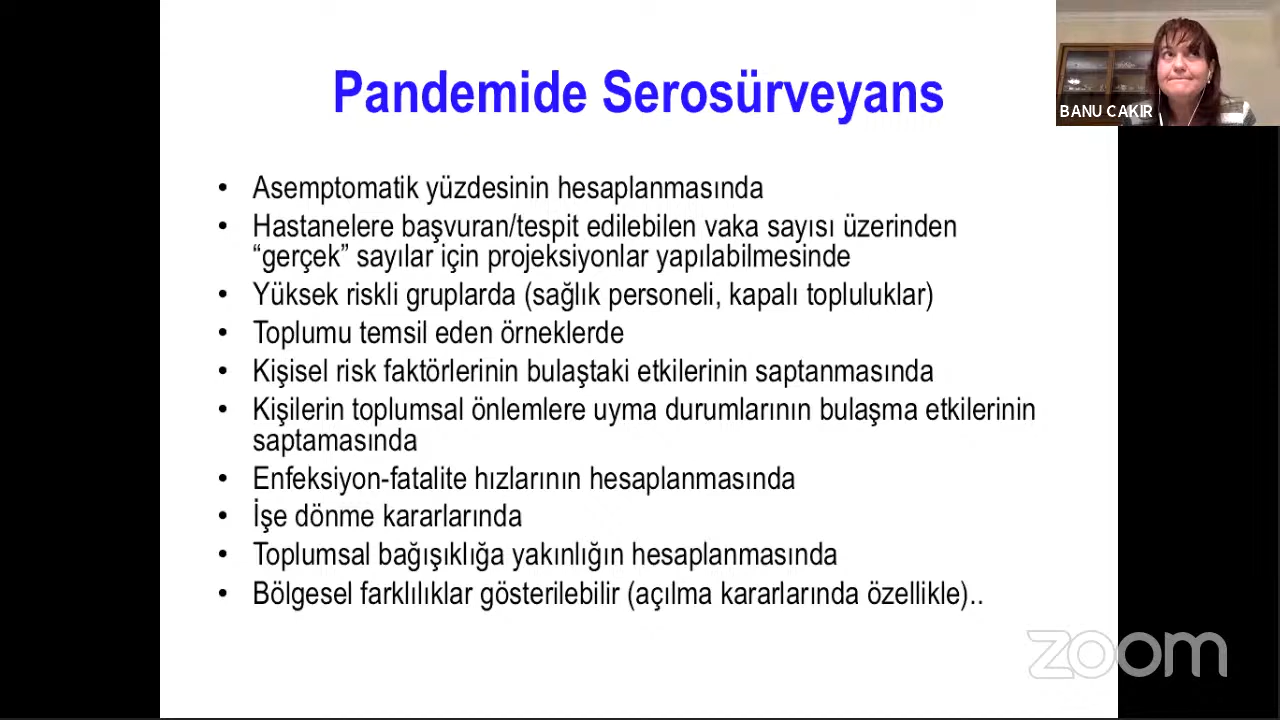 Pandemide Serosürveyans
BANU CAKIR
• Asemptomatik yüzdesinin hesaplanmasında
• Hastanelere başvuran/tespit edilebilen vaka sayısı üzerinden
“gerçek” sayılar için projeksiyonlar yapılabilmesinde
• Yüksek riskli gruplarda (sağlık personeli, kapalı topluluklar)
• Toplumu temsil eden örneklerde
• Kişisel risk faktörlerinin bulaştaki etkilerinin saptanmasında
• Kişilerin toplumsal önlemlere uyma durumlarının bulaşma etkilerinin
saptamasında
• Enfeksiyon-fatalite hızlarının hesaplanmasında
• İşe dönme kararlarında
• Toplumsal bağışıklığa yakınlığın hesaplanmasında
• Bölgesel farklılıklar gösterilebilir (açılma kararlarında özellikle)..
zoom